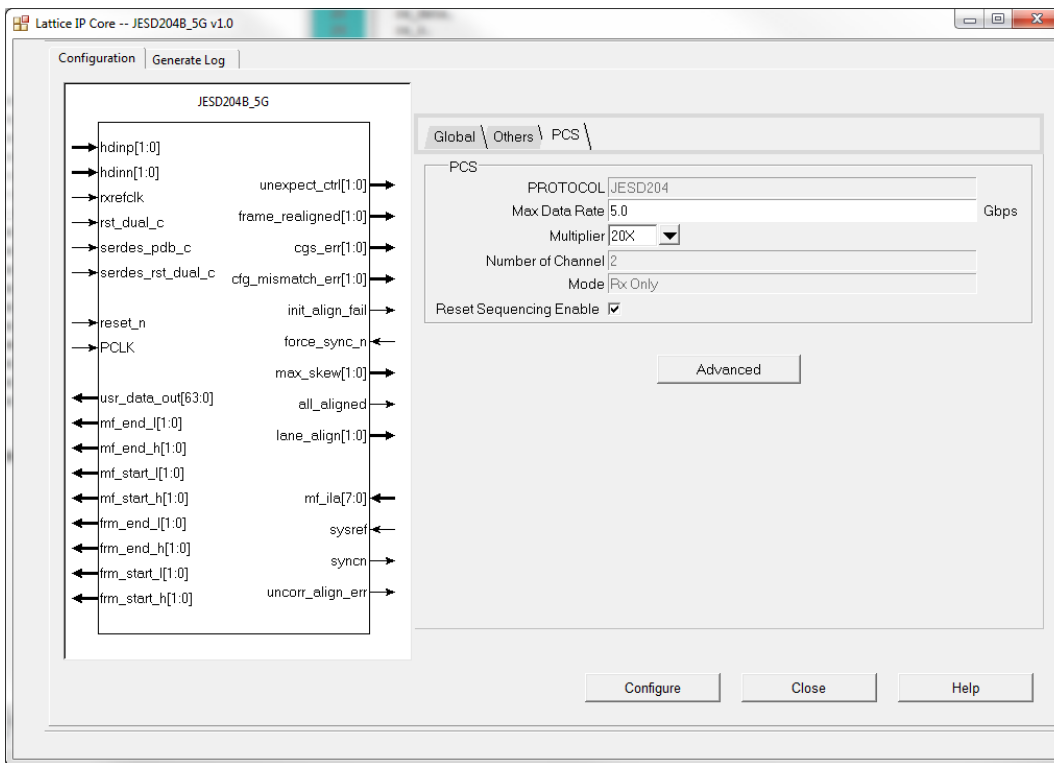 Lattice IP Core -- JESD204B_5G v1.0
Configuration
Generate Log
JESD204B_5G
hdinp[1:0]
hdinn[1:0]
rxrefclk
rst_dual_c
serdes_pdb_c
serdes_rst_dual_c
reset_n
PCLK
usr_data_out[63:0]
mf_end_l[1:0]
mf_end_h[1:0]
mf_start_l[1:0]
mf_start_h[1:0]
frm_end_l[1:0]
frm_end_h[1:0]
frm_start_l[1:0]
frm_start_h[1:0]
unexpect_ctrl[1:0]
frame_realigned[1:0]
cgs_err[1:0]
cfg_mismatch_err[1:0]
init_align_fail
force_sync_n
max_skew[1:0]
all_aligned
lane_align[1:0]
mf_ila[7:0]
sysref
syncn
uncorr_align_err
Global
Others
PCS
PCS
PROTOCOL JESD204
Max Data Rate 5.0 Gbps
Multiplier 20X
Number of Channel 2
Mode Rx Only
Reset Sequencing Enable
Advanced
Configure
Close
Help